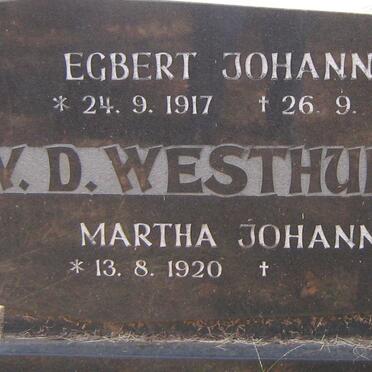 EGBERT JOHANN
* 24. 9. 1917 † 26. 9.
V. D. WESTHU
MARTHA JOHANN
* 13. 8. 1920 †